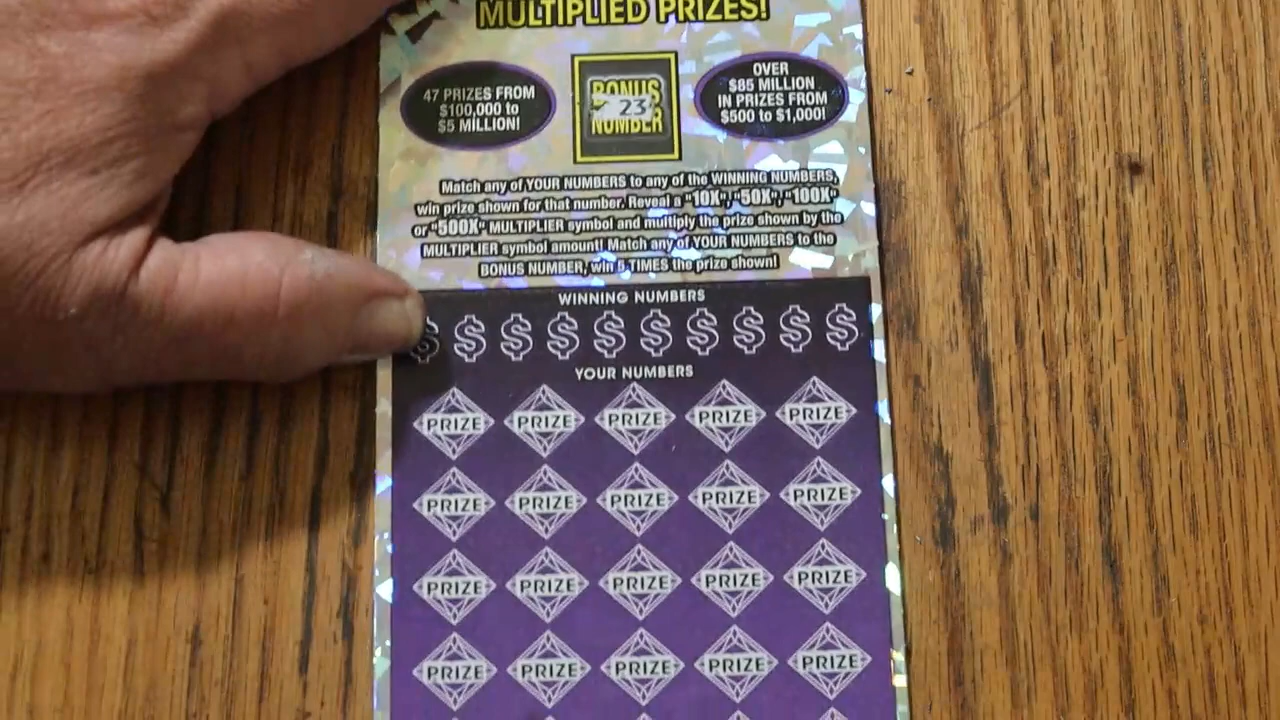 MULTIPLIED PRIZES!
47 PRIZES FROM
$100,000 to
$5 MILLION!
BONUS
23
NUMBER
OVER
$85 MILLION
IN PRIZES FROM
$500 to $1,000!
Match any of YOUR NUMBERS to any of the WINNING NUMBERS,
win prize shown for that number. Reveal a "10X","50X","100X"
or "500X" MULTIPLIER symbol and multiply the prize shown by the
MULTIPLIER symbol amount! Match any of YOUR NUMBERS to the
BONUS NUMBER, win 5 TIMES the prize shown!
WINNING NUMBERS
$ $ $ $ $ $ $ $ $ $
YOUR NUMBERS
PRIZE PRIZE PRIZE PRIZE PRIZE
PRIZE PRIZE PRIZE PRIZE PRIZE
PRIZE PRIZE PRIZE PRIZE PRIZE
PRIZE PRIZE PRIZE PRIZE PRIZE